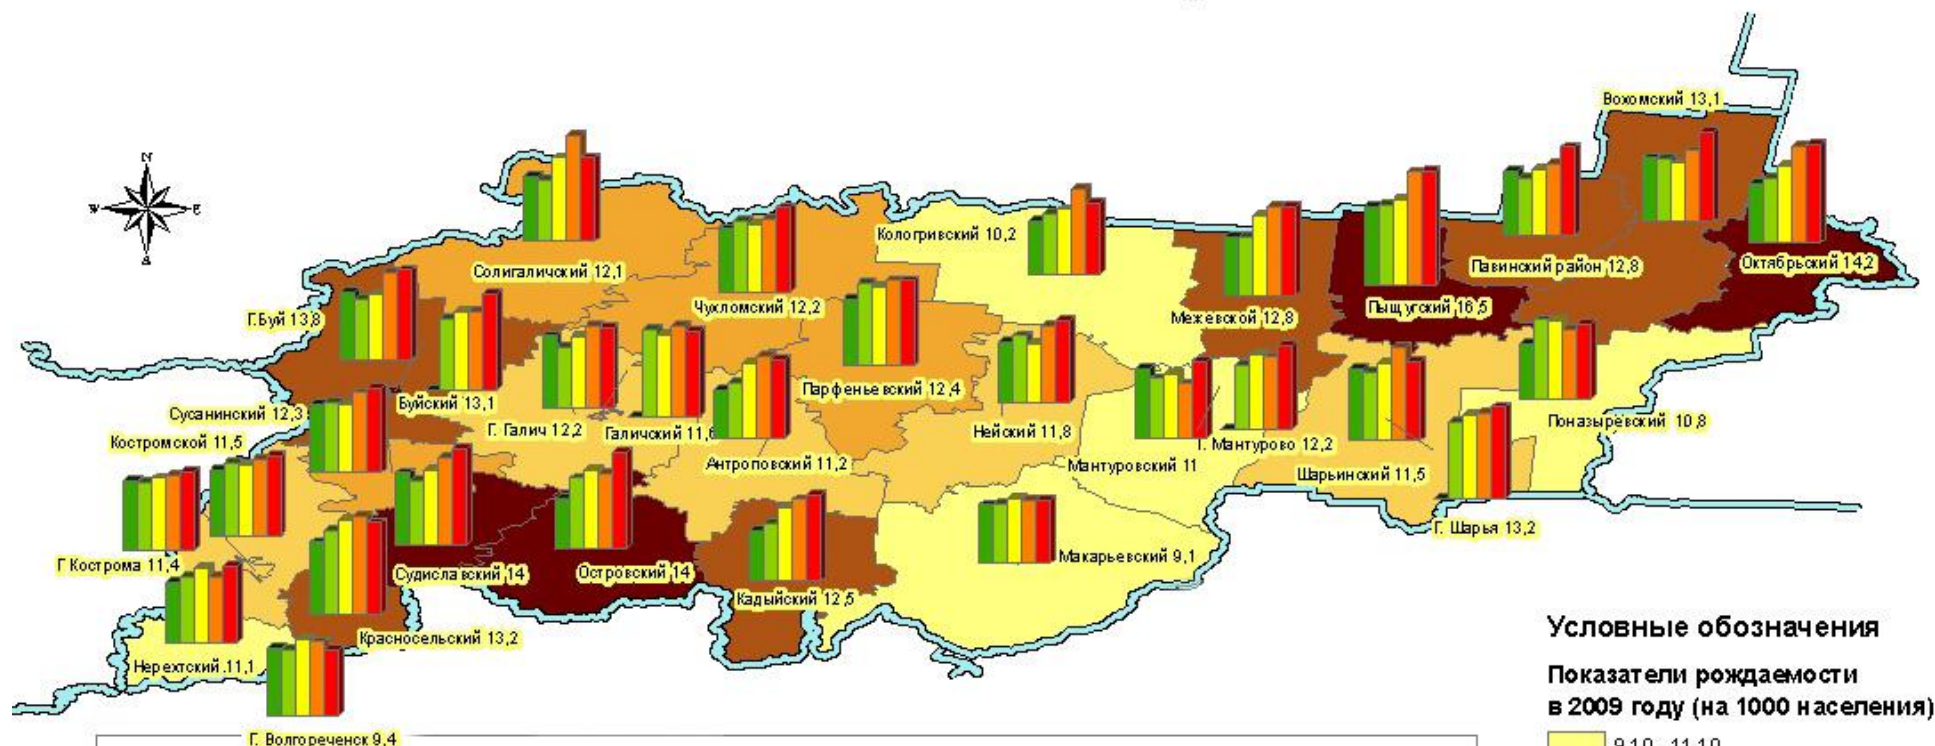 Вохомский 13,1
N
W
E
S
Кологривский 10,2
Солигаличский 12,1
Павинский район 12,8
Октябрьский 14,2
Чухломский 12,2
Пыщугский 16,5
Г.Буй 13,8
Межевской 12,8
Парфеньевский 12,4
Буйский 13,1
Сусанинский 12,3
Г. Галич 12,2
Галичский 11,6
Нейский 11,8
Поназыревский 10,8
Костромской 11,5
Г. Мантурово 12,2
Антроповский 11,2
Мантуровский 11
Шарьинский 11,5
Г. Шарья 13,2
Макарьевский 9,1
Г Кострома 11,4
Судиславский 14
Островский 14
Кадыйский 12,5
Условные обозначения
Красносельский 13,2
Нерехтский 11,1
Показатели рождаемости
в 2009 году (на 1000 населения)
Г. Волгореченск 9,4
9,10 - 11,10